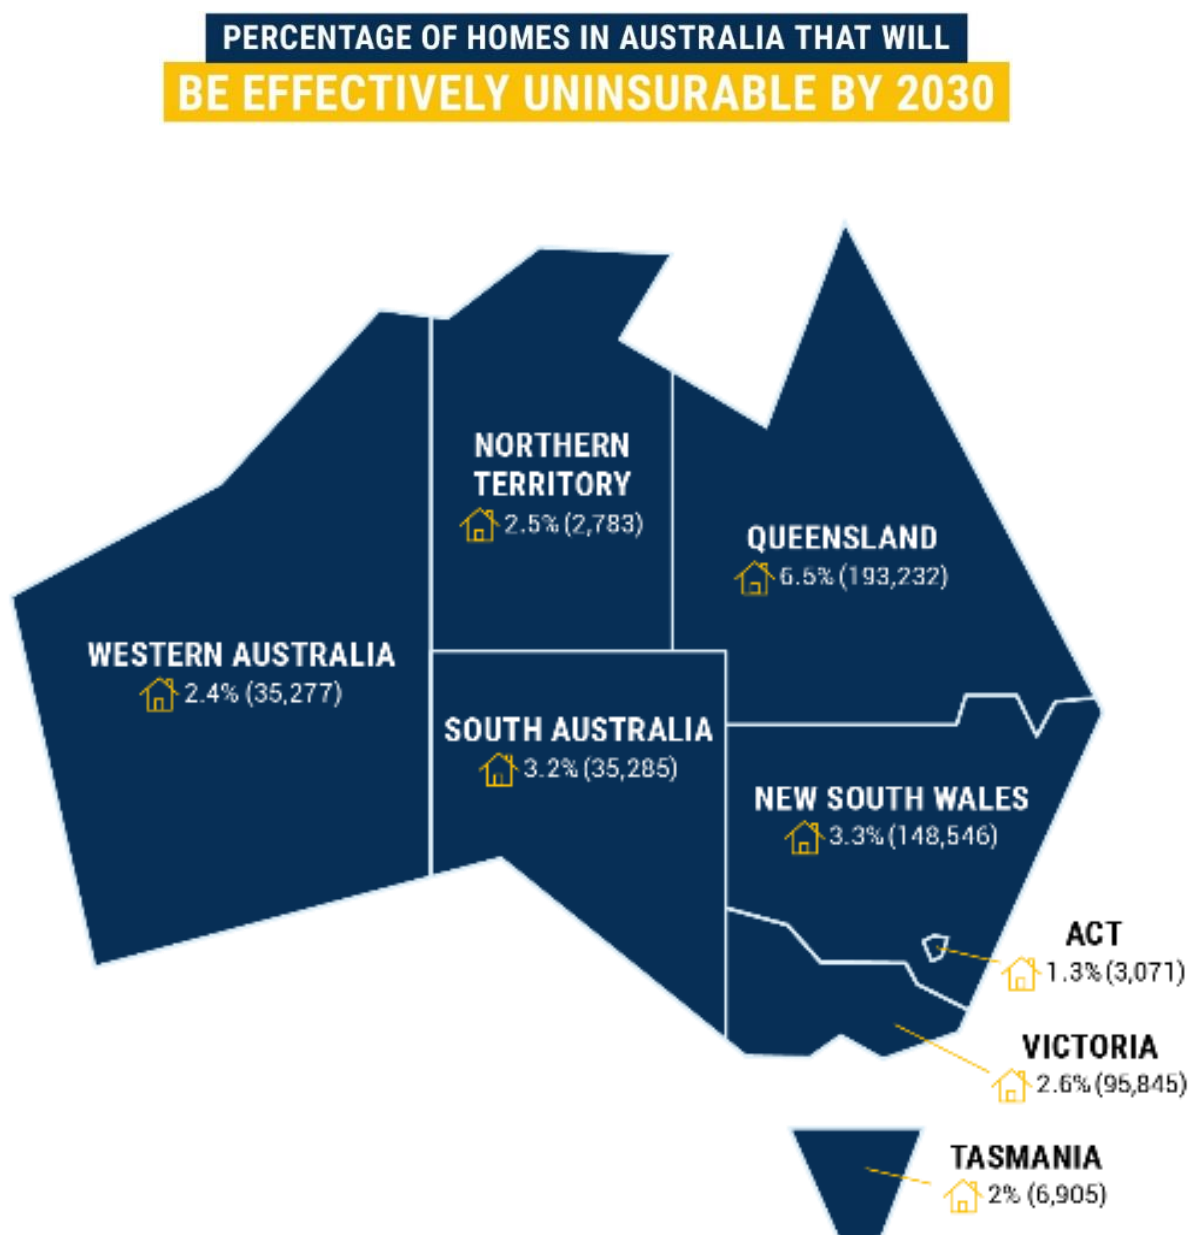 PERCENTAGE OF HOMES IN AUSTRALIA THAT WILL
BE EFFECTIVELY UNINSURABLE BY 2030
NORTHERN
TERRITORY
2.5% (2,783)
QUEENSLAND
6.5% (193,232)
WESTERN AUSTRALIA
2.4% (35,277)
SOUTH AUSTRALIA
3.2% (35,285)
NEW SOUTH WALES
3.3% (148,546)
ACT
1.3% (3,071)
VICTORIA
2.6% (95,845)
TASMANIA
2% (6,905)